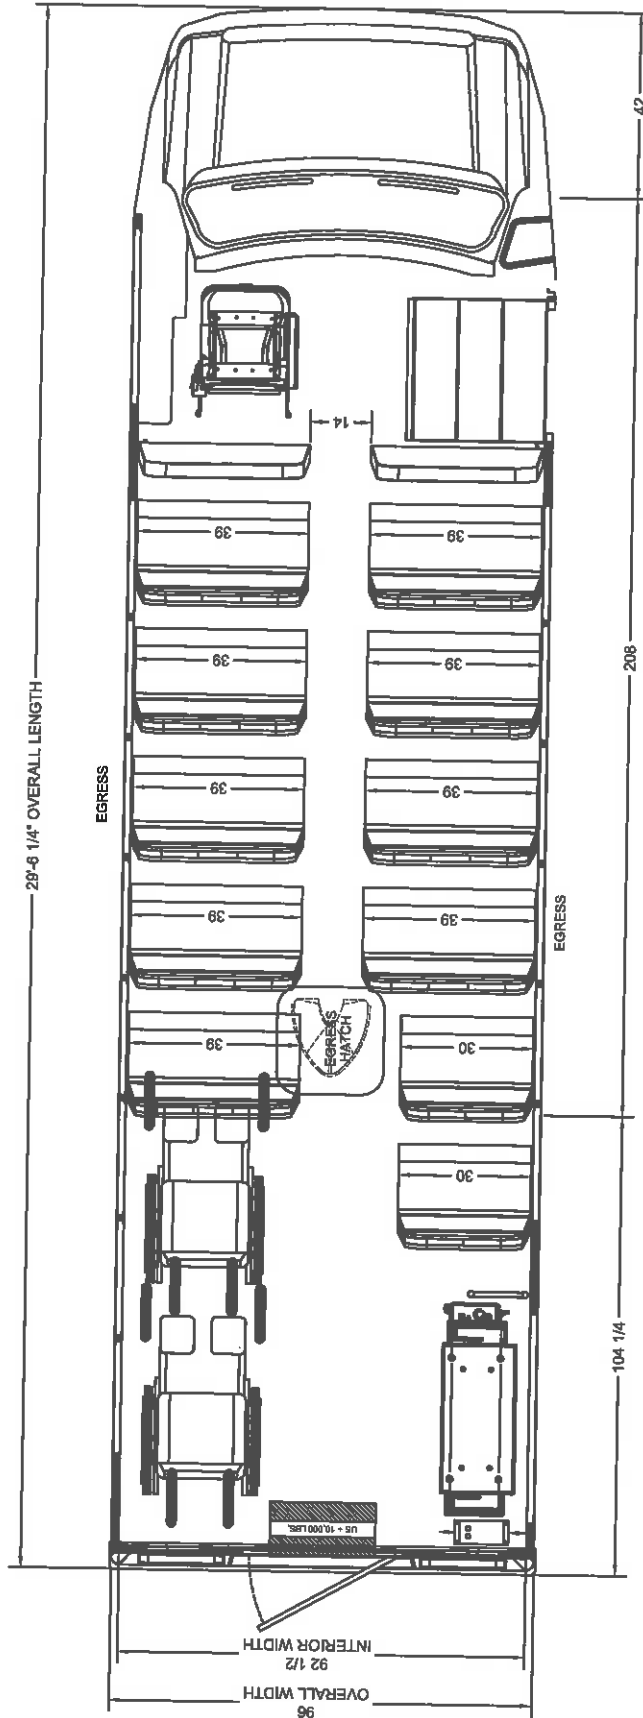 42
29'-6 1/4" OVERALL LENGTH
14
39
39
39
39
208
EGRESS
39
39
39
39
EGRESS
EGRESS
HATCH
39
30
30
104 1/4
US - 10,000 LBS.
92 1/2
INTERIOR WIDTH
96
OVERALL WIDTH